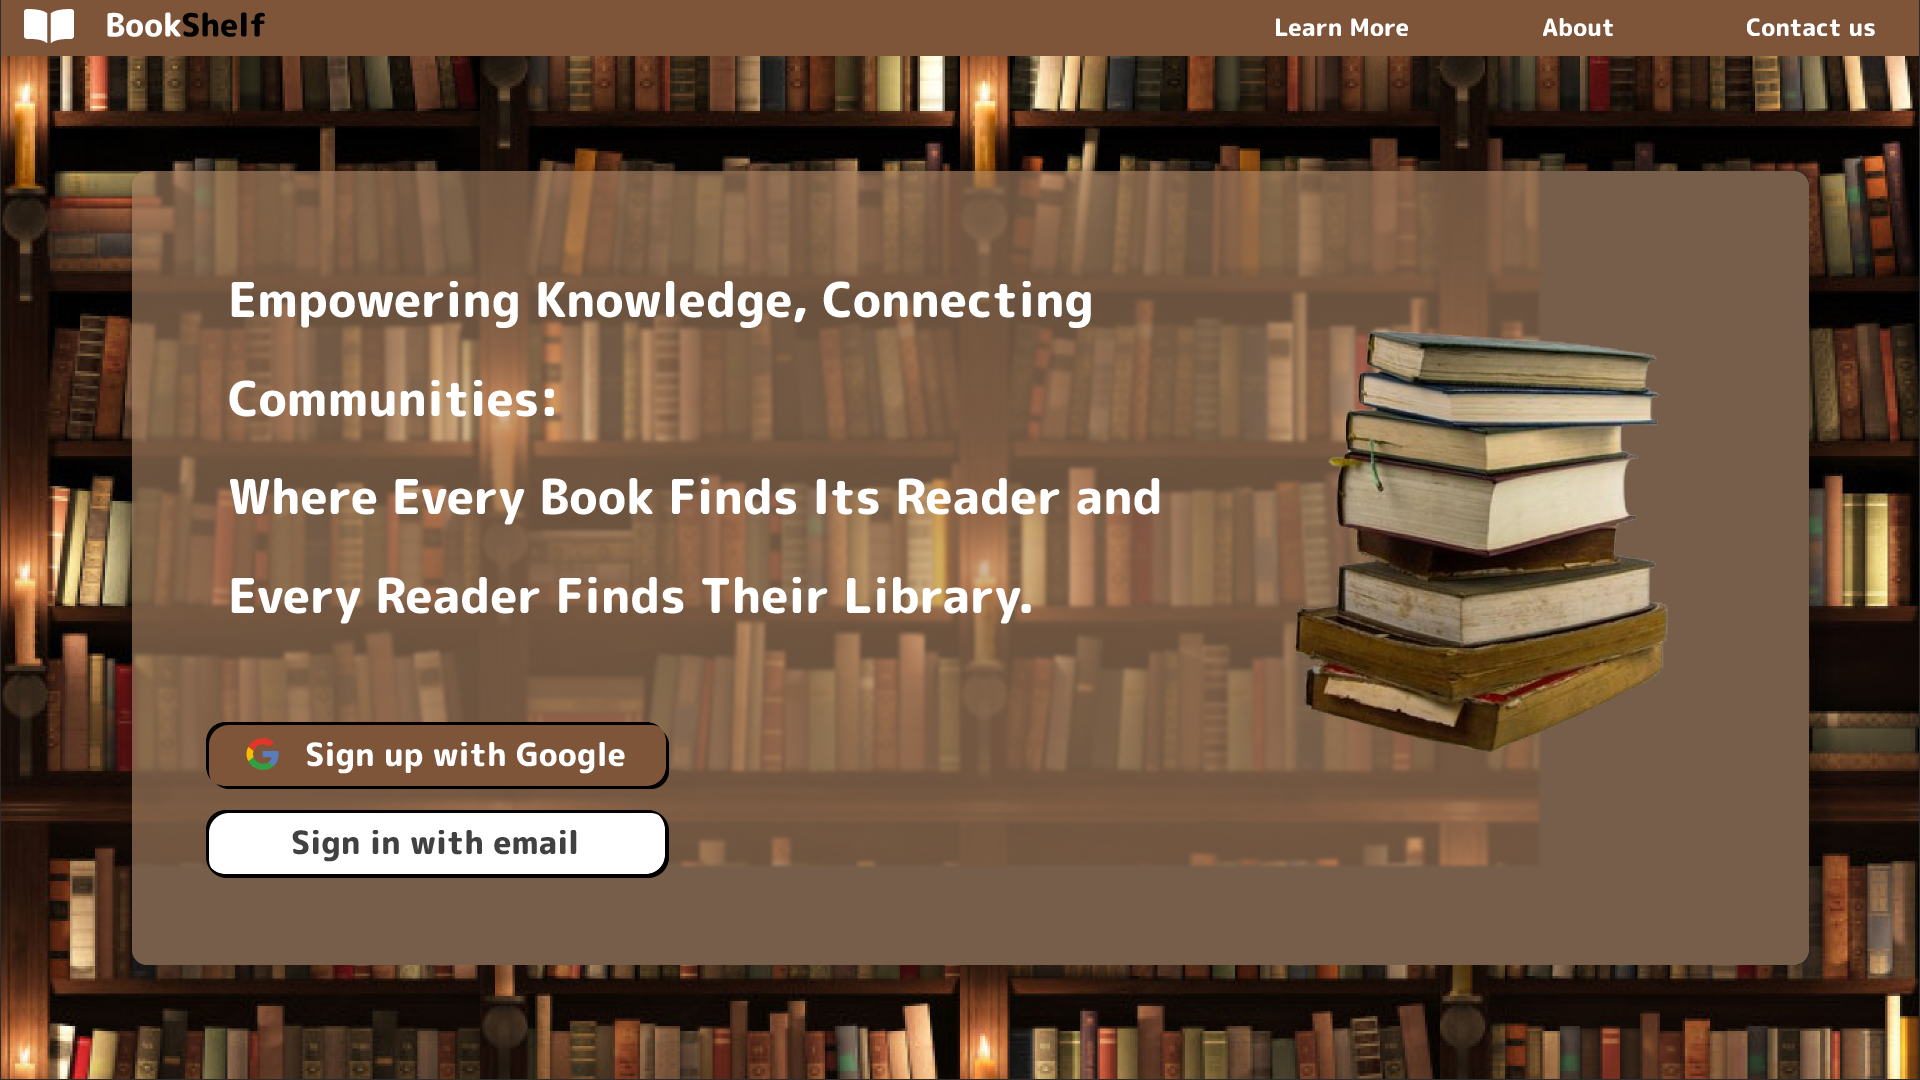 BookShelf
Learn More
About
Contact us
Empowering Knowledge, Connecting
Communities:
Where Every Book Finds Its Reader and
Every Reader Finds Their Library.
Sign up with Google
Sign in with email